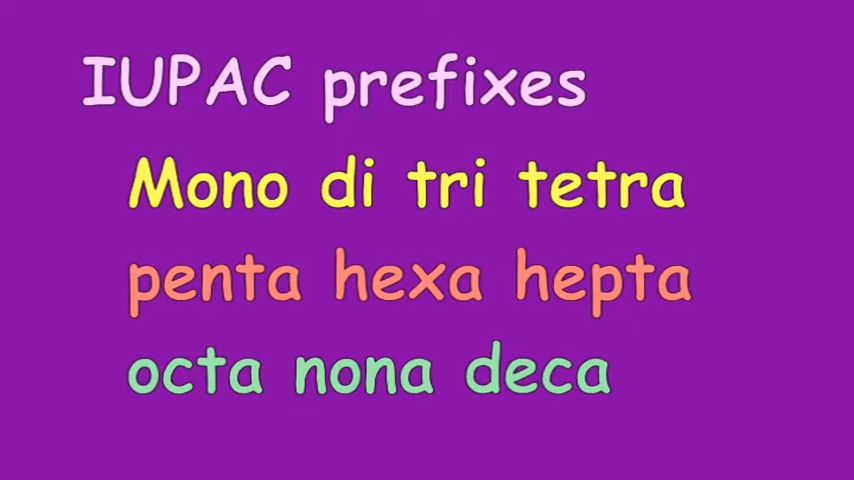 IUPAC prefixes
Mono di tri tetra
penta hexa hepta
octa nona deca